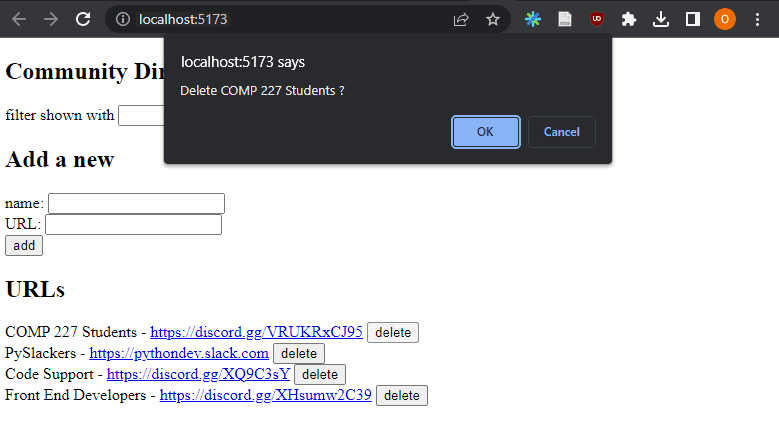 localhost:5173
O
localhost:5173 says
Delete COMP 227 Students ?
OK Cancel
Community Dir
filter shown with
Add a new
name:
URL:
add
URLs
COMP 227 Students - https://discord.gg/VRUKRxCJ95 delete
PySlackers - https://pythondev.slack.com delete
Code Support - https://discord.gg/XQ9C3sY delete
Front End Developers - https://discord.gg/XHsumw2C39 delete